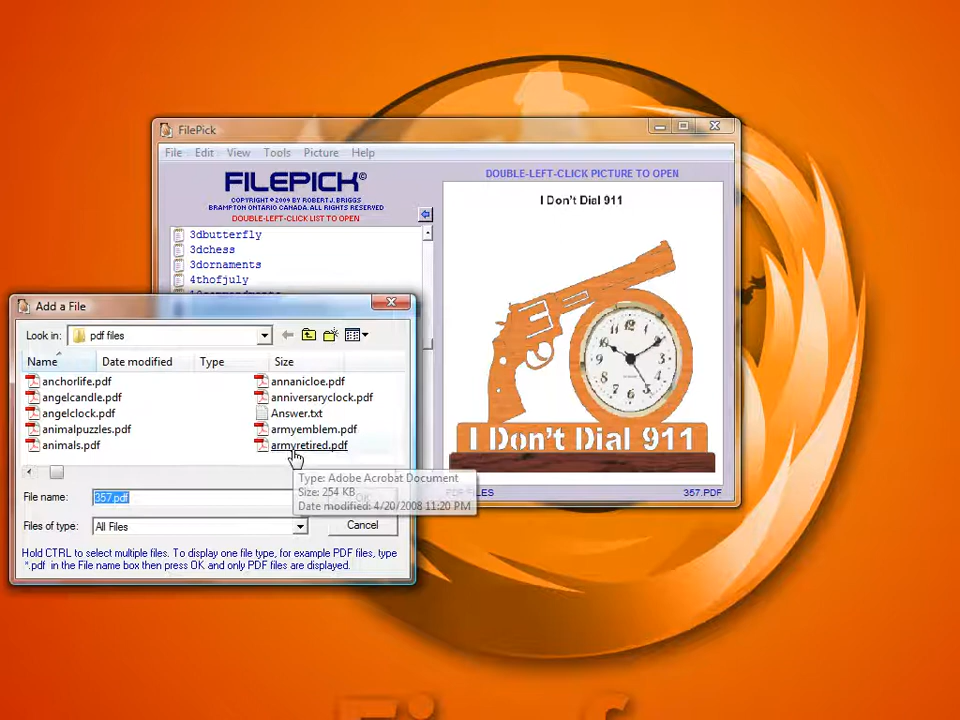 FilePick
File Edit View Tools Picture Help
FILEPICK©
COPYRIGHT © 2009 BY ROBERT J. BRIGGS
BRAMPTON ONTARIO CANADA. ALL RIGHTS RESERVED
DOUBLE-LEFT-CLICK LIST TO OPEN
3dbutterfly
3dchess
3dornaments
4thofjuly
DOUBLE-LEFT-CLICK PICTURE TO OPEN
I Don't Dial 911
I Don't Dial 911
357.PDF
Add a File
Look in: pdf files
Name Date modified Type Size
anchorlife.pdf annanicloe.pdf
angelcandle.pdf anniversaryclock.pdf
angelclock.pdf Answer.txt
animalpuzzles.pdf armyemblem.pdf
animals.pdf armyretired.pdf
Type: Adobe Acrobat Document
Size: 254 KB
Date modified: 4/20/2008 11:20 PM
File name: 357.pdf
Files of type: All Files Cancel
Hold CTRL to select multiple files. To display one file type, for example PDF files, type
*.pdf in the File name box then press OK and only PDF files are displayed.